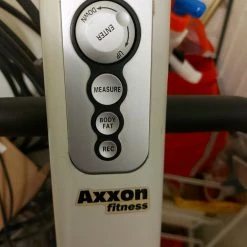 DOWN
ENTER
UP
MEASURE
BODY
FAT
REC
Axxon
fitness